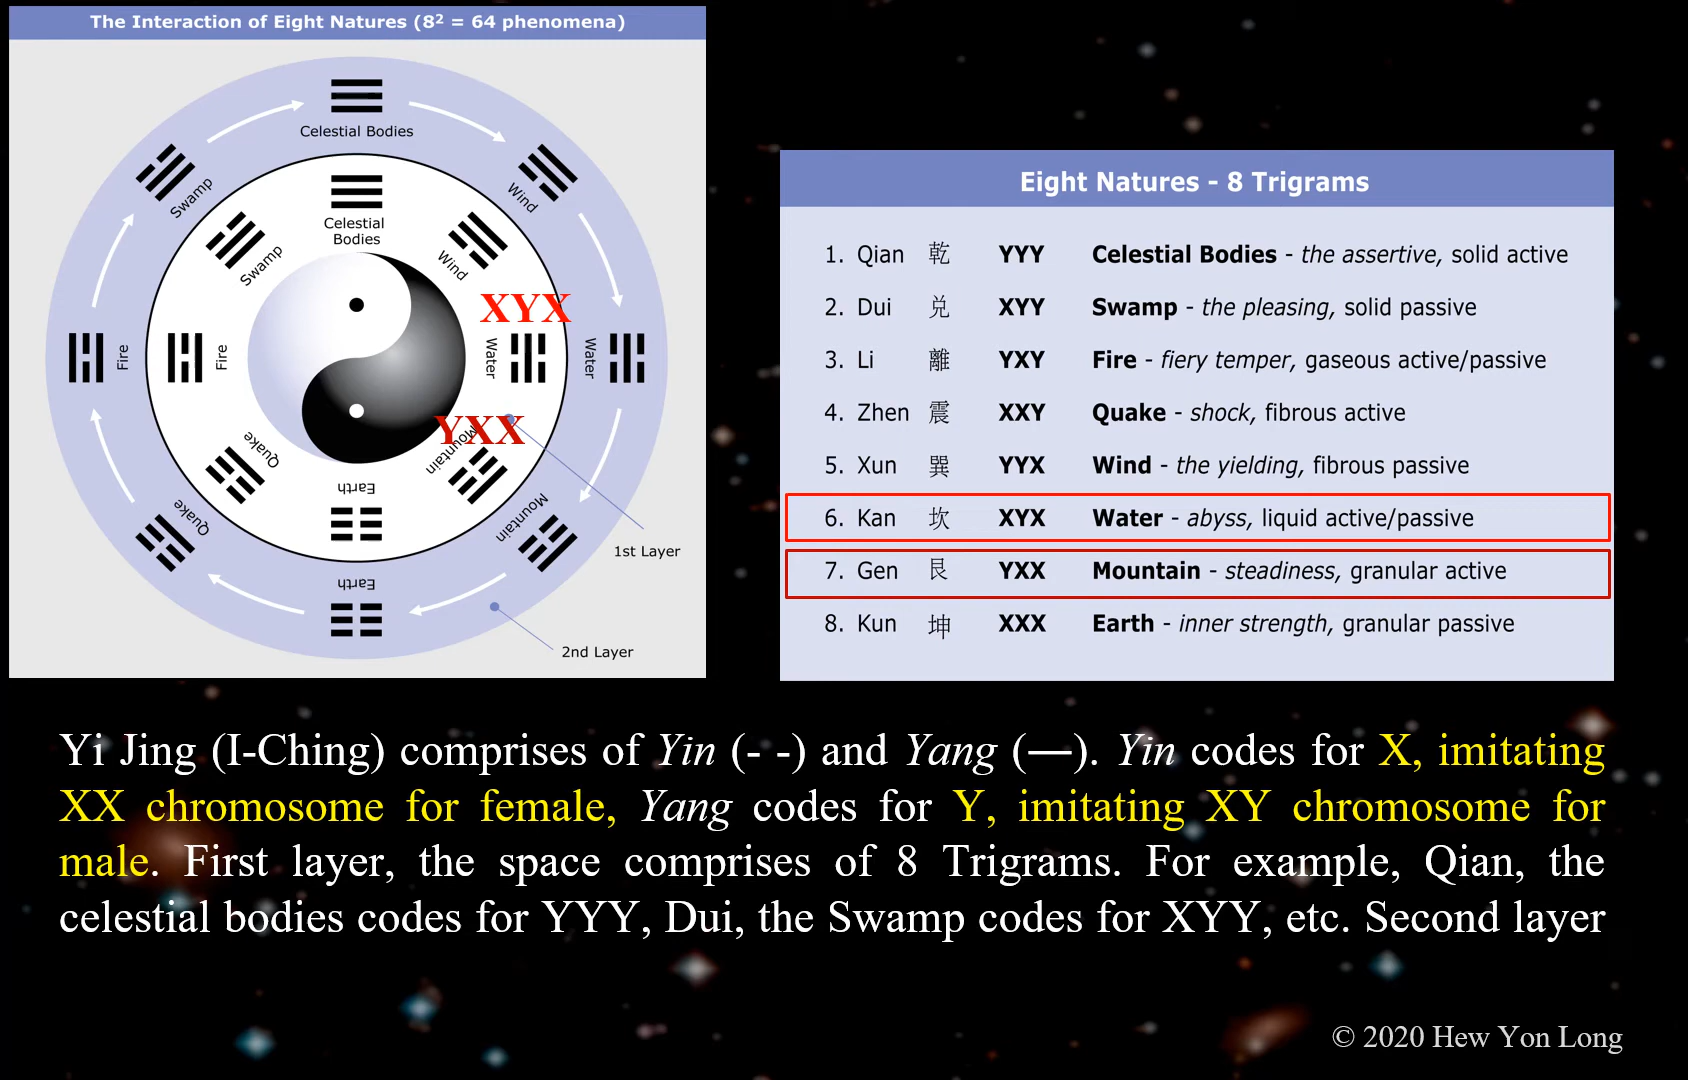 The Interaction of Eight Natures (8² = 64 phenomena)
Celestial Bodies
Wind
Water
Mountain
Earth
Quake
Fire
Swamp
Celestial
Bodies
Wind
XYX
Water
YXX
Mountain
Earth
Quake
Fire
Swamp
1st Layer
2nd Layer
Eight Natures - 8 Trigrams
1. Qian 乾 YYY Celestial Bodies - the assertive, solid active
2. Dui 兑 XYY Swamp - the pleasing, solid passive
3. Li 離 YXY Fire - fiery temper, gaseous active/passive
4. Zhen 震 XXY Quake - shock, fibrous active
5. Xun 巽 YYX Wind - the yielding, fibrous passive
6. Kan 坎 XYX Water - abyss, liquid active/passive
7. Gen 艮 YXX Mountain - steadiness, granular active
8. Kun 坤 XXX Earth - inner strength, granular passive
Yi Jing (I-Ching) comprises of Yin (- -) and Yang (—). Yin codes for X, imitating
XX chromosome for female, Yang codes for Y, imitating XY chromosome for
male. First layer, the space comprises of 8 Trigrams. For example, Qian, the
celestial bodies codes for YYY, Dui, the Swamp codes for XYY, etc. Second layer
© 2020 Hew Yon Long